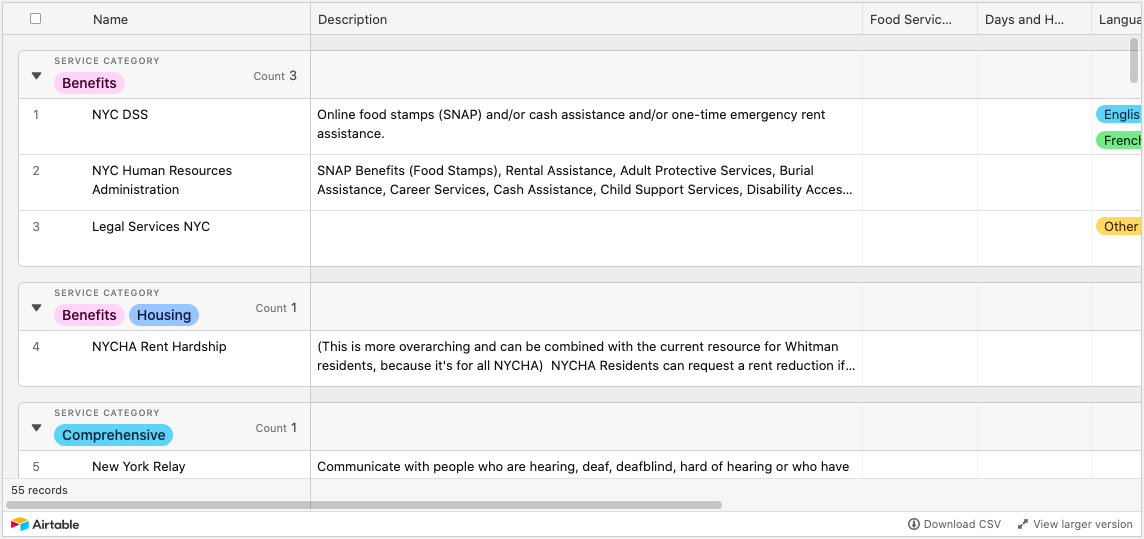 Name Description Food Servic... Days and H... Langua
SERVICE CATEGORY
Benefits Count 3
1 NYC DSS Online food stamps (SNAP) and/or cash assistance and/or one-time emergency rent Englis
assistance. French
2 NYC Human Resources SNAP Benefits (Food Stamps), Rental Assistance, Adult Protective Services, Burial
Administration Assistance, Career Services, Cash Assistance, Child Support Services, Disability Acces...
3 Legal Services NYC Other
SERVICE CATEGORY
Benefits Housing Count 1
4 NYCHA Rent Hardship (This is more overarching and can be combined with the current resource for Whitman
residents, because it's for all NYCHA)  NYCHA Residents can request a rent reduction if...
SERVICE CATEGORY
Comprehensive Count 1
5 New York Relay Communicate with people who are hearing, deaf, deafblind, hard of hearing or who have
55 records
Airtable Download CSV View larger version